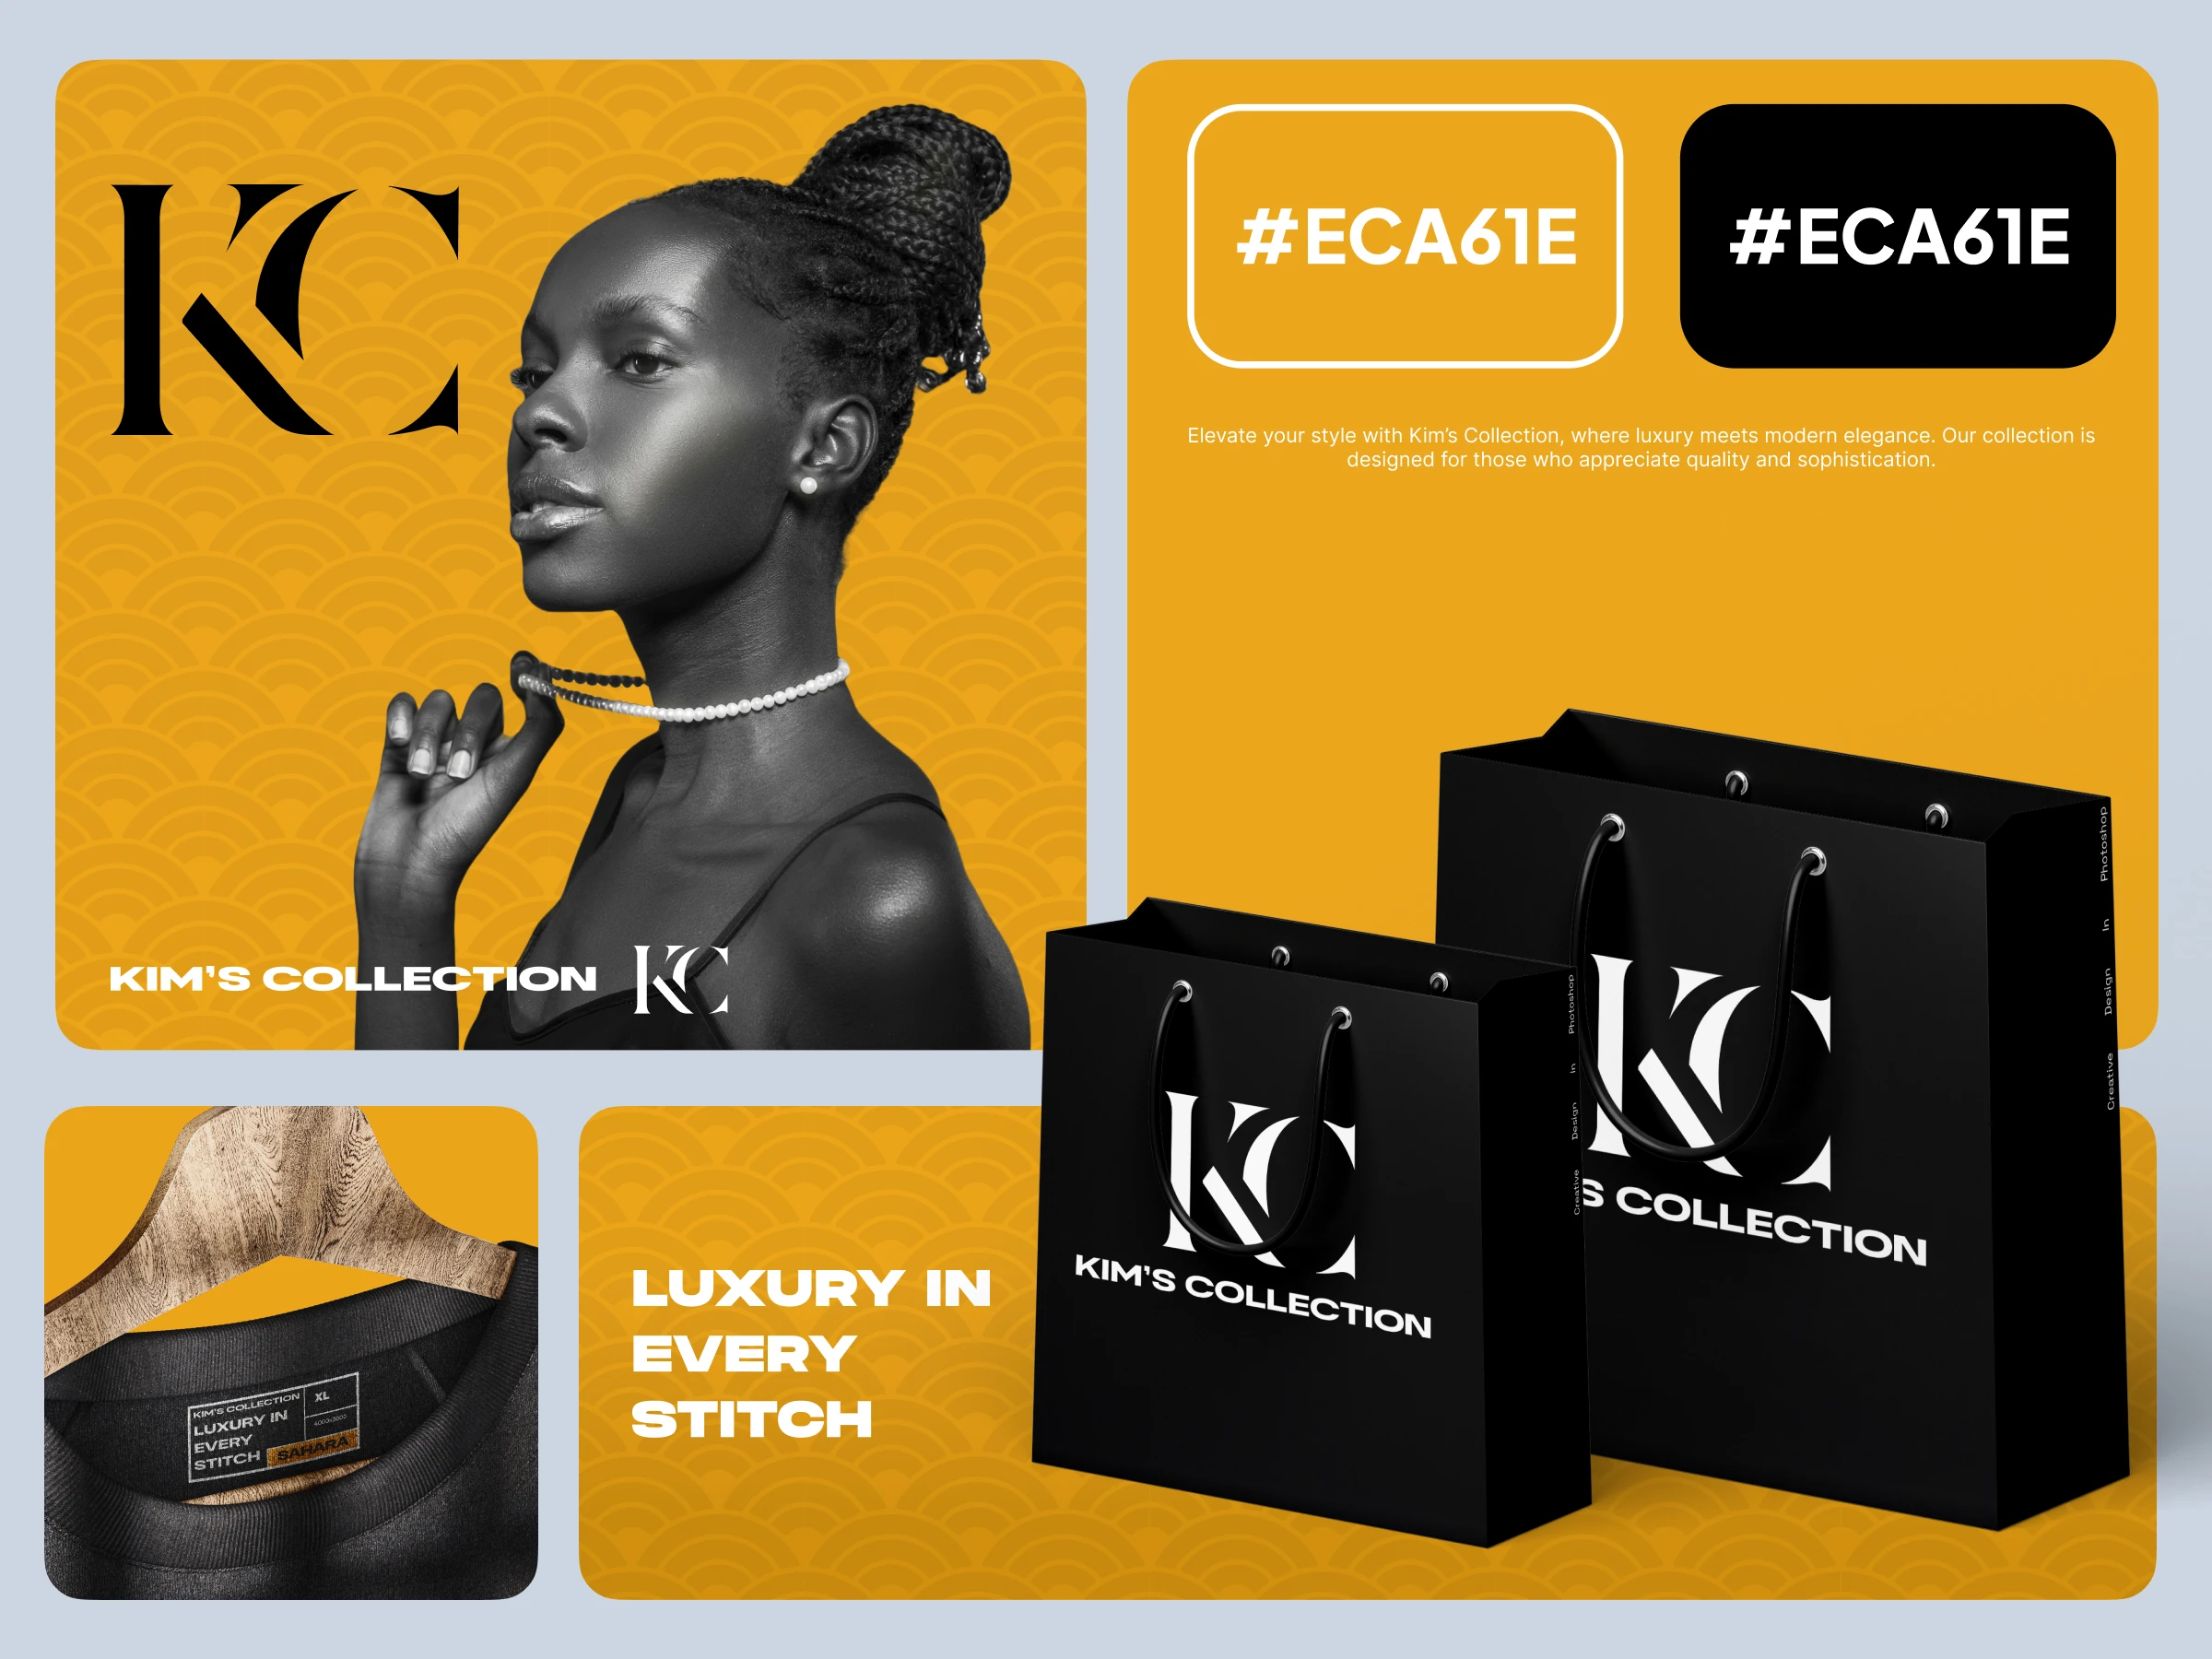 KC
KIM'S COLLECTION KC
#ECA61E
#ECA61E
Elevate your style with Kim's Collection, where luxury meets modern elegance. Our collection is
designed for those who appreciate quality and sophistication.
KIM'S COLLECTION
XL
LUXURY IN
EVERY
STITCH
4000x3000
SAHARA
LUXURY IN
EVERY
STITCH
KC
KIM'S COLLECTION
Creative Design In Photoshop
KC
S COLLECTION
Creative Design In Photoshop